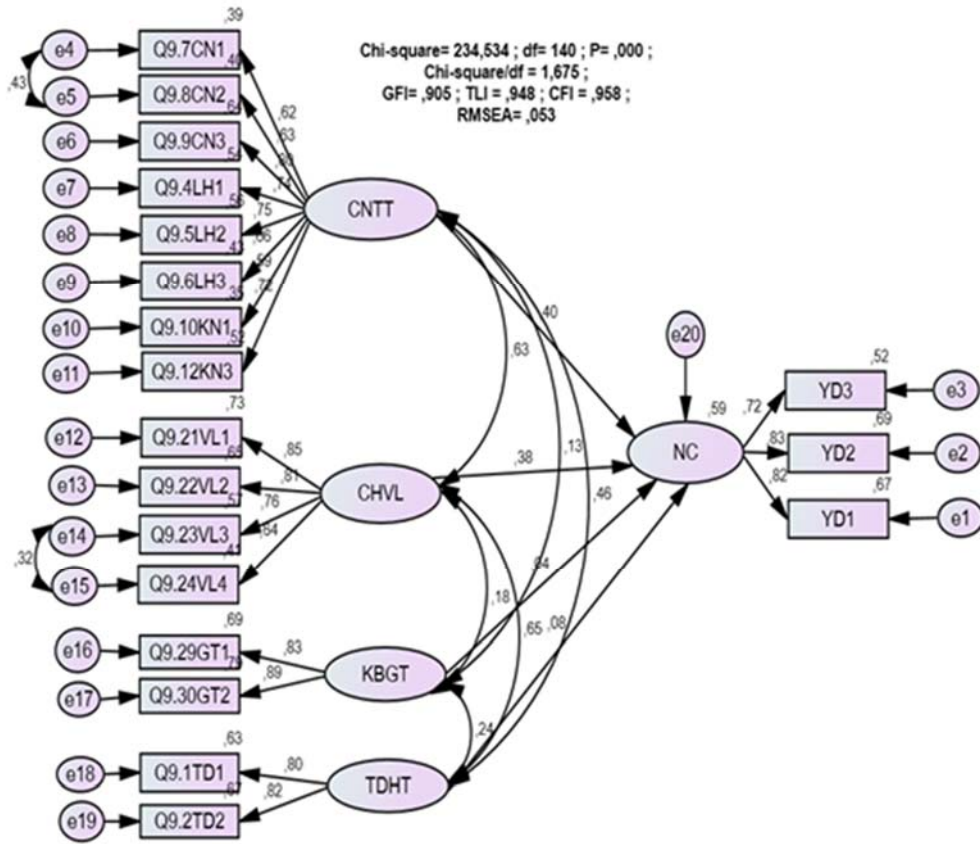 Chi-square= 234,534 ; df= 140 ; P= ,000 ;
Chi-square/df = 1,675 ;
GFI= ,905 ; TLI = ,948 ; CFI = ,958 ;
RMSEA= ,053
,39
e4
Q9.7CN1
,43
e5
Q9.8CN2
,62
,63
e6
Q9.9CN3
e7
Q9.4LH1
,75
CNTT
e8
Q9.5LH2
e9
Q9.6LH3
,72
e10
Q9.10KN1
e11
Q9.12KN3
,40
,63
e20
,73
e12
Q9.21VL1
,85
e13
Q9.22VL2
,81
CHVL
,38
,13
,46
,59
NC
,72
,83
,82
,52
YD3
e3
,69
YD2
e2
,67
YD1
e1
,76
e14
Q9.23VL3
,32
e15
Q9.24VL4
,18
,65
,08
,69
e16
Q9.29GT1
,83
KBGT
e17
Q9.30GT2
,89
,24
,63
e18
Q9.1TD1
,80
TDHT
e19
Q9.2TD2
,82